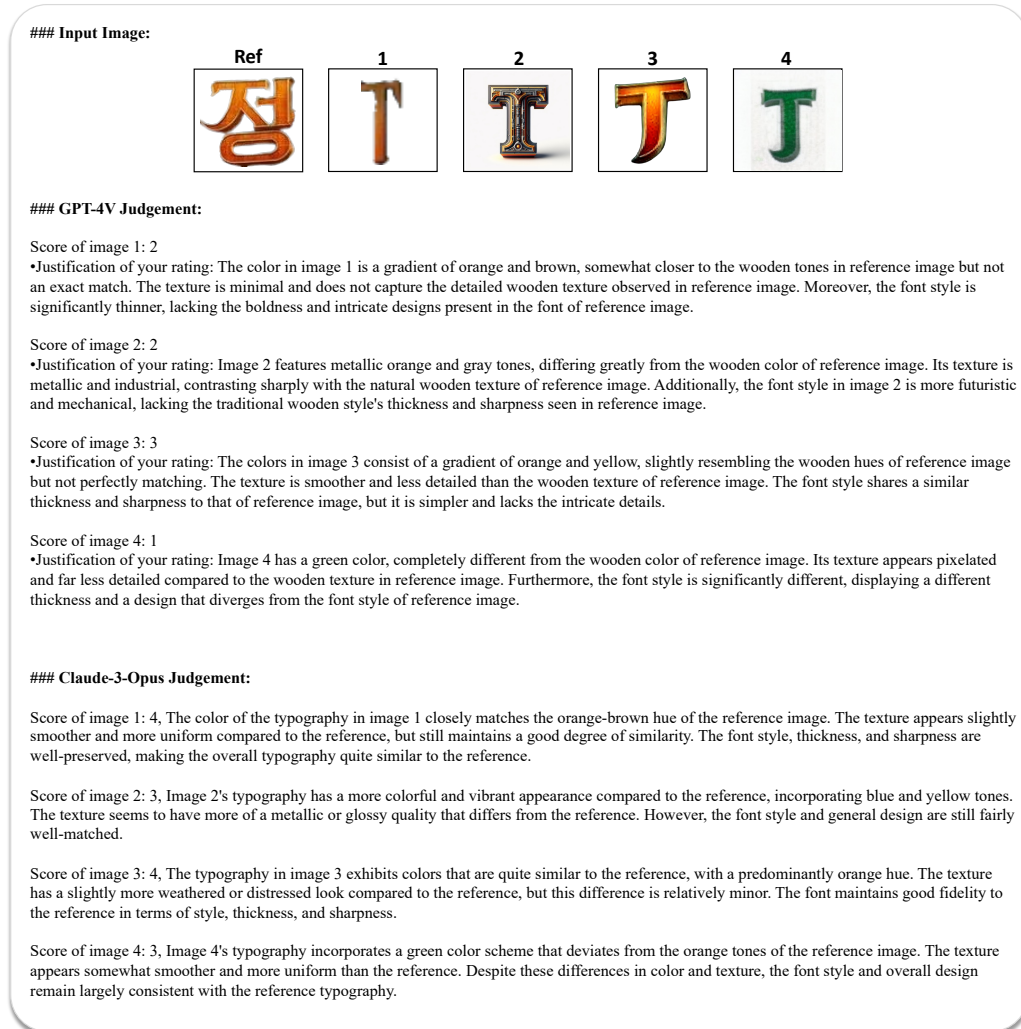 ### Input Image:
Ref 1 2 3 4
정 T I J J
### GPT-4V Judgement:
Score of image 1: 2
•Justification of your rating: The color in image 1 is a gradient of orange and brown, somewhat closer to the wooden tones in reference image but not
an exact match. The texture is minimal and does not capture the detailed wooden texture observed in reference image. Moreover, the font style is
significantly thinner, lacking the boldness and intricate designs present in the font of reference image.
Score of image 2: 2
•Justification of your rating: Image 2 features metallic orange and gray tones, differing greatly from the wooden color of reference image. Its texture is
metallic and industrial, contrasting sharply with the natural wooden texture of reference image. Additionally, the font style in image 2 is more futuristic
and mechanical, lacking the traditional wooden style's thickness and sharpness seen in reference image.
Score of image 3: 3
•Justification of your rating: The colors in image 3 consist of a gradient of orange and yellow, slightly resembling the wooden hues of reference image
but not perfectly matching. The texture is smoother and less detailed than the wooden texture of reference image. The font style shares a similar
thickness and sharpness to that of reference image, but it is simpler and lacks the intricate details.
Score of image 4: 1
•Justification of your rating: Image 4 has a green color, completely different from the wooden color of reference image. Its texture appears pixelated
and far less detailed compared to the wooden texture in reference image. Furthermore, the font style is significantly different, displaying a different
thickness and a design that diverges from the font style of reference image.
### Claude-3-Opus Judgement:
Score of image 1: 4, The color of the typography in image 1 closely matches the orange-brown hue of the reference image. The texture appears slightly
smoother and more uniform compared to the reference, but still maintains a good degree of similarity. The font style, thickness, and sharpness are
well-preserved, making the overall typography quite similar to the reference.
Score of image 2: 3, Image 2's typography has a more colorful and vibrant appearance compared to the reference, incorporating blue and yellow tones.
The texture seems to have more of a metallic or glossy quality that differs from the reference. However, the font style and general design are still fairly
well-matched.
Score of image 3: 4, The typography in image 3 exhibits colors that are quite similar to the reference, with a predominantly orange hue. The texture
has a slightly more weathered or distressed look compared to the reference, but this difference is relatively minor. The font maintains good fidelity to
the reference in terms of style, thickness, and sharpness.
Score of image 4: 3, Image 4's typography incorporates a green color scheme that deviates from the orange tones of the reference image. The texture
appears somewhat smoother and more uniform than the reference. Despite these differences in color and texture, the font style and overall design
remain largely consistent with the reference typography.